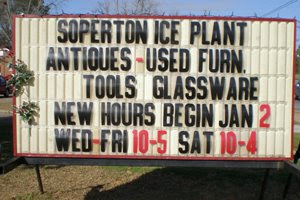 SOPERTON ICE PLANT
ANTIQUES-USED FURN.
TOOLS GLASSWARE
NEW HOURS BEGIN JAN 2
WED-FRI 10-5 SAT 10-4